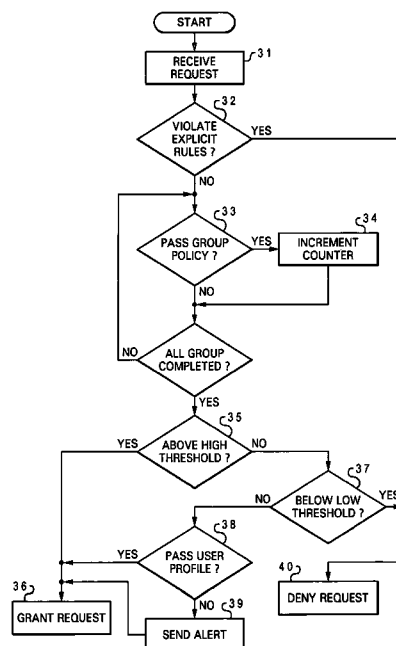 START
31
RECEIVE
REQUEST
32
VIOLATE
EXPLICIT
RULES ?
YES
NO
33
PASS GROUP
POLICY ?
YES
34
INCREMENT
COUNTER
NO
ALL GROUP
COMPLETED ?
NO
YES
35
ABOVE HIGH
THRESHOLD ?
YES
NO
37
BELOW LOW
THRESHOLD ?
NO
YES
38
PASS USER
PROFILE ?
YES
NO
36
GRANT REQUEST
39
SEND ALERT
40
DENY REQUEST